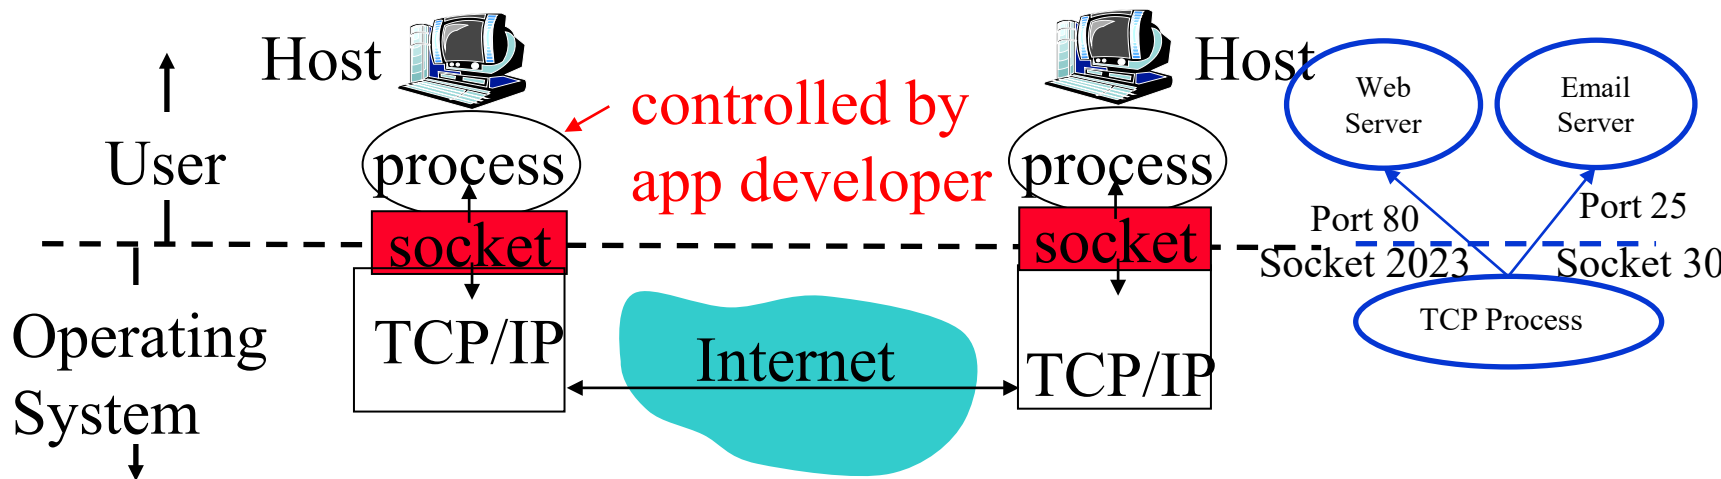 Host
Host
Web
Server
Email
Server
controlled by
app developer
User
process
process
Port 80
Port 25
socket
socket
Socket 2023
Socket 30
TCP Process
Operating
System
TCP/IP
Internet
TCP/IP